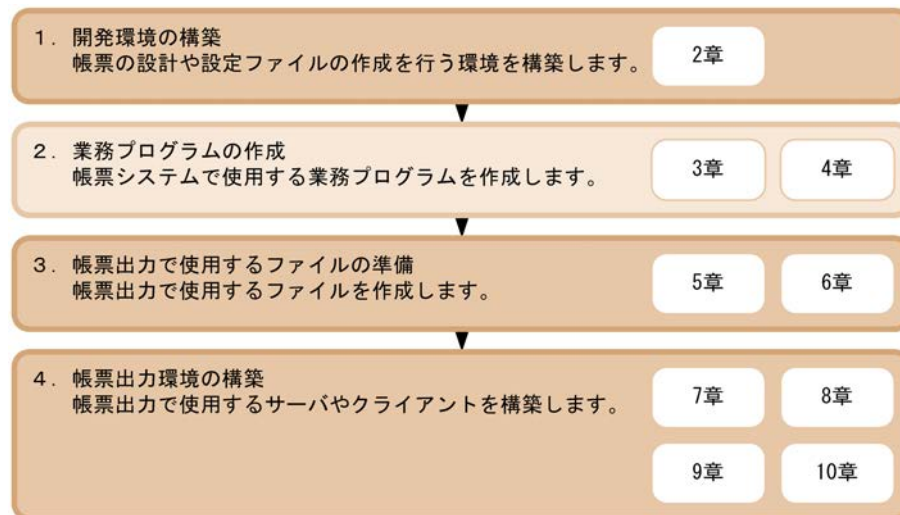 １．開発環境の構築
帳票の設計や設定ファイルの作成を行う環境を構築します。
2章
２．業務プログラムの作成
帳票システムで使用する業務プログラムを作成します。
3章 4章
３．帳票出力で使用するファイルの準備
帳票出力で使用するファイルを作成します。
5章 6章
４．帳票出力環境の構築
帳票出力で使用するサーバやクライアントを構築します。
7章 8章
9章 10章